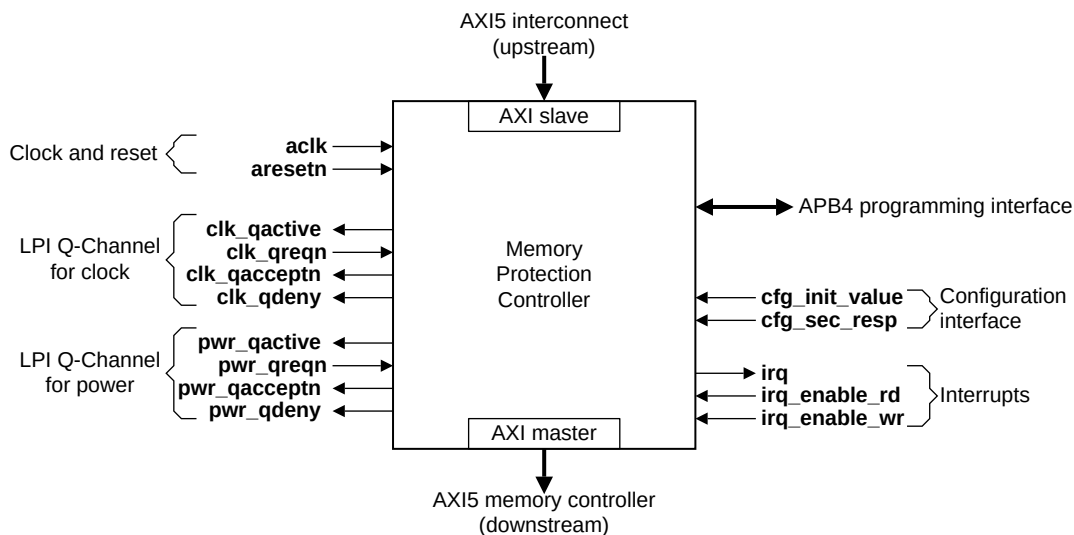 AXI5 interconnect
(upstream)
AXI slave
Clock and reset
aclk
aresetn
APB4 programming interface
LPI Q-Channel
for clock
clk_qactive
clk_qreqn
clk_qacceptn
clk_qdeny
Memory
Protection
Controller
cfg_init_value
cfg_sec_resp
Configuration
interface
LPI Q-Channel
for power
pwr_qactive
pwr_qreqn
pwr_qacceptn
pwr_qdeny
irq
irq_enable_rd
irq_enable_wr
Interrupts
AXI master
AXI5 memory controller
(downstream)